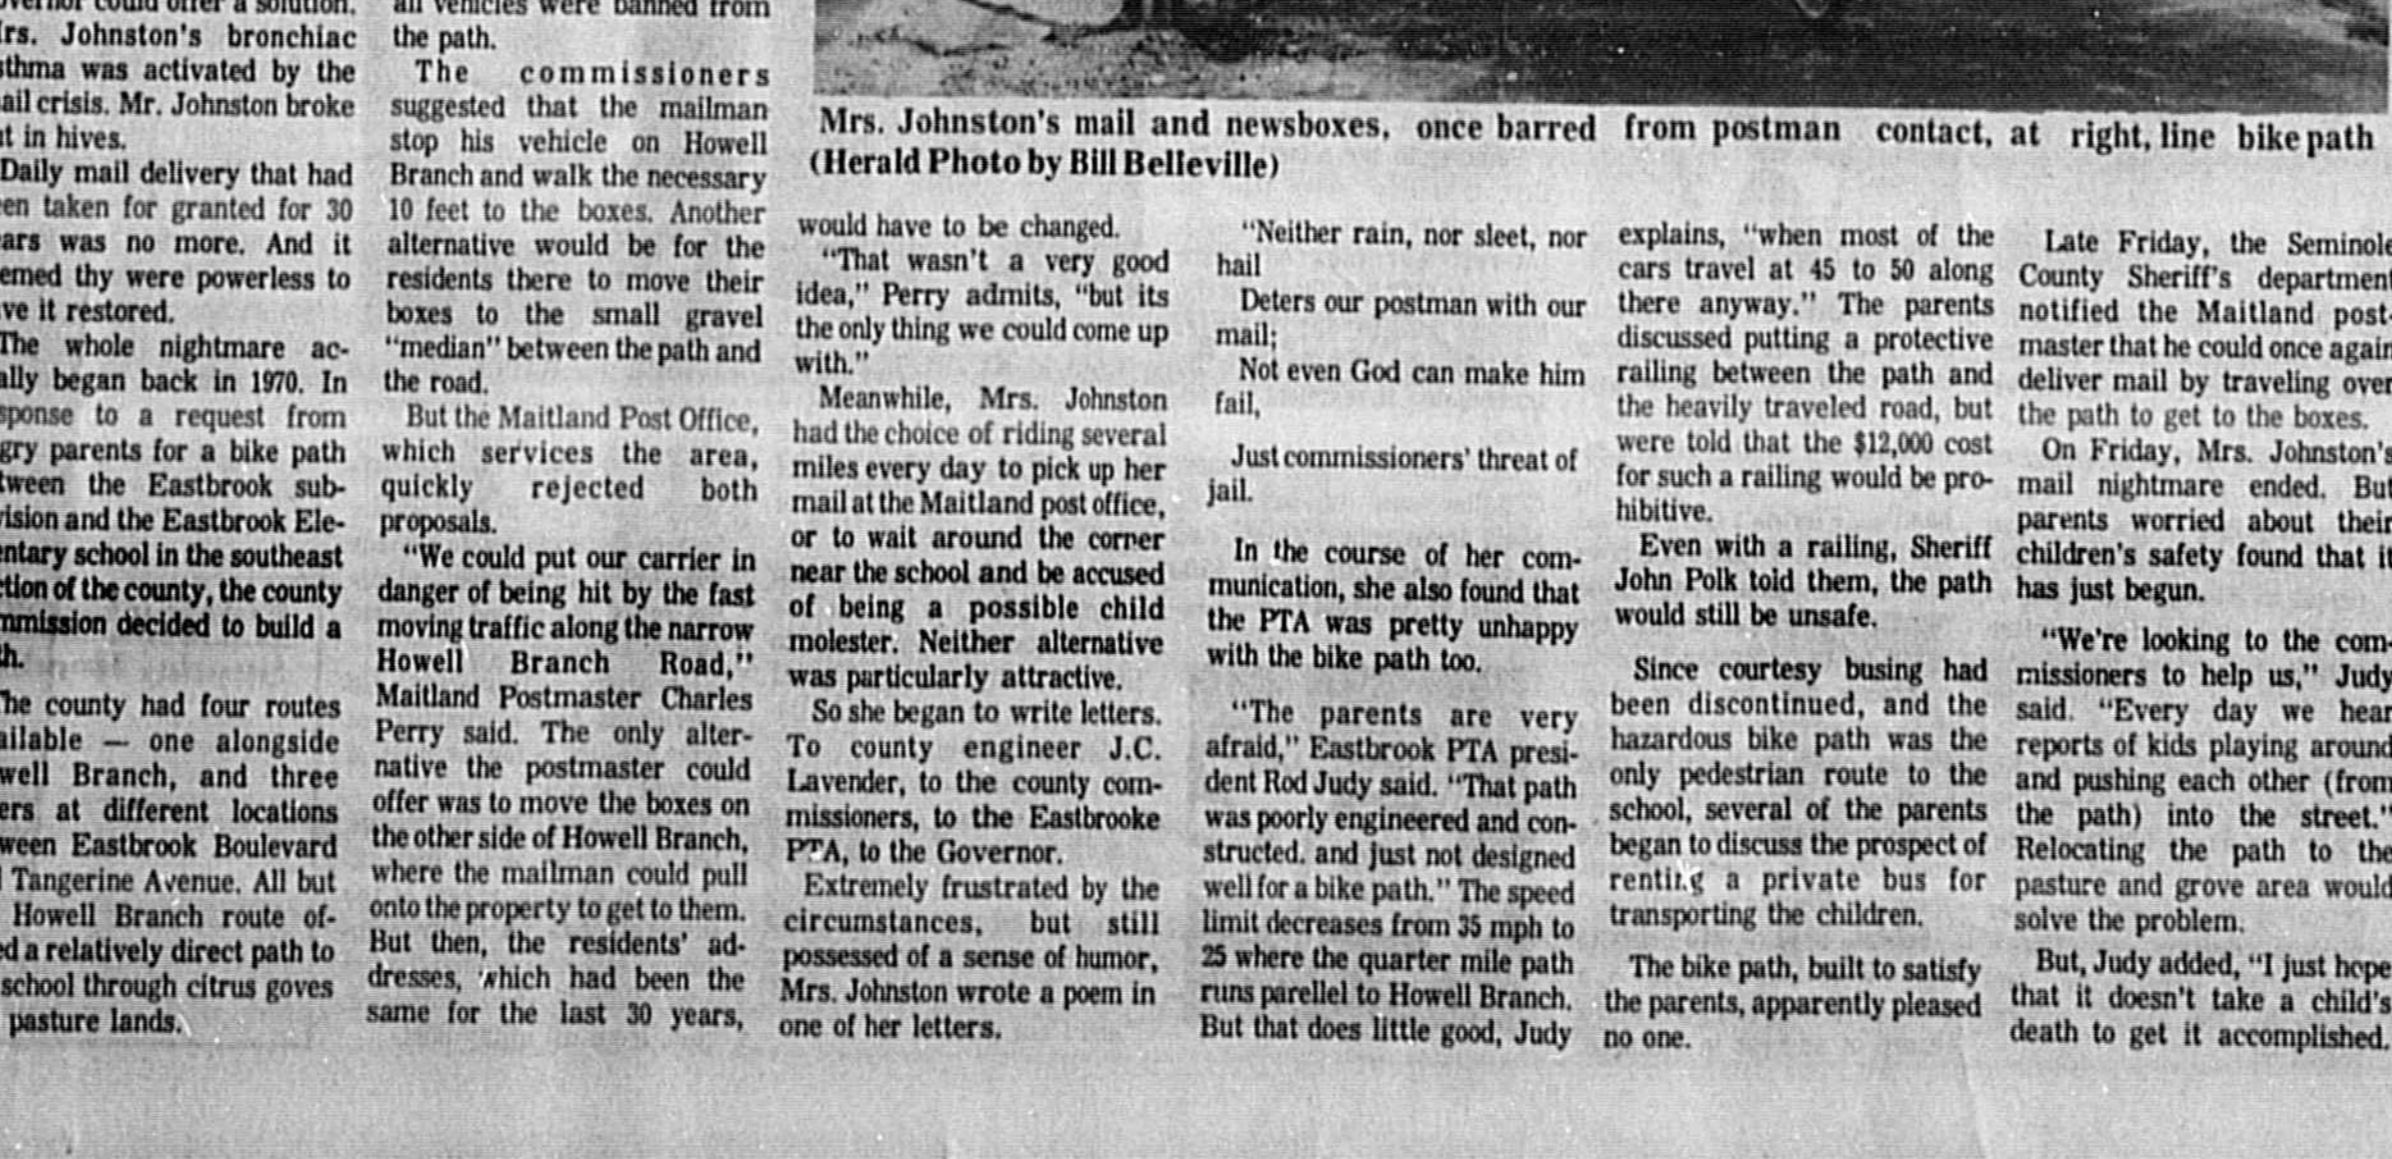 could offer a solution.
Johnston's bronchiac
was activated by the
crisis. Mr. Johnston broke
in hives.
Daily mail delivery that had
taken for granted for 30
was no more. And it
thy were powerless to
it restored.
The whole nightmare ac-
began back in 1970. In
to a request from
parents for a bike path
the Eastbrook sub-
and the Eastbrook Ele-
school in the southeast
of the county, the county
decided to build a
county had four routes
— one alongside
Branch, and three
at different locations
Eastbrook Boulevard
Tangerine Avenue. All but
Howell Branch route of-
a relatively direct path to
school through citrus goves
pasture lands.
all vehicles were banned from
the path.
The commissioners
suggested that the mailman
stop his vehicle on Howell
Branch and walk the necessary
10 feet to the boxes. Another
alternative would be for the
residents there to move their
boxes to the small gravel
"median" between the path and
the road.
But the Maitland Post Office,
which services the area,
quickly rejected both
proposals.
"We could put our carrier in
danger of being hit by the fast
moving traffic along the narrow
Howell Branch Road,"
Maitland Postmaster Charles
Perry said. The only alter-
native the postmaster could
offer was to move the boxes on
the other side of Howell Branch,
where the mailman could pull
onto the property to get to them.
But then, the residents' ad-
dresses, which had been the
same for the last 30 years,
Mrs. Johnston's mail and newsboxes, once barred from postman contact, at right, line bike path
(Herald Photo by Bill Belleville)
would have to be changed.
"That wasn't a very good
idea," Perry admits, "but its
the only thing we could come up
with."
Meanwhile, Mrs. Johnston
had the choice of riding several
miles every day to pick up her
mail at the Maitland post office,
or to wait around the corner
near the school and be accused
of being a possible child
molester. Neither alternative
was particularly attractive.
So she began to write letters.
To county engineer J.C.
Lavender, to the county com-
missioners, to the Eastbrooke
PTA, to the Governor.
Extremely frustrated by the
circumstances, but still
possessed of a sense of humor,
Mrs. Johnston wrote a poem in
one of her letters.
"Neither rain, nor sleet, nor
hail
Deters our postman with our
mail;
Not even God can make him
fail,
Just commissioners' threat of
jail.
In the course of her com-
munication, she also found that
the PTA was pretty unhappy
with the bike path too.
"The parents are very
afraid," Eastbrook PTA presi-
dent Rod Judy said. "That path
was poorly engineered and con-
structed. and just not designed
well for a bike path." The speed
limit decreases from 35 mph to
25 where the quarter mile path
runs parellel to Howell Branch.
But that does little good, Judy
explains, "when most of the
cars travel at 45 to 50 along
there anyway." The parents
discussed putting a protective
railing between the path and
the heavily traveled road, but
were told that the $12,000 cost
for such a railing would be pro-
hibitive.
Even with a railing, Sheriff
John Polk told them, the path
would still be unsafe.
Since courtesy busing had
been discontinued, and the
hazardous bike path was the
only pedestrian route to the
school, several of the parents
began to discuss the prospect of
renting a private bus for
transporting the children.
The bike path, built to satisfy
the parents, apparently pleased
no one.
Late Friday, the Seminole
County Sheriff's department
notified the Maitland post-
master that he could once again
deliver mail by traveling over
the path to get to the boxes.
On Friday, Mrs. Johnston's
mail nightmare ended. But
parents worried about their
children's safety found that it
has just begun.
"We're looking to the com-
missioners to help us," Judy
said. "Every day we hear
reports of kids playing around
and pushing each other (from
the path) into the street."
Relocating the path to the
pasture and grove area would
solve the problem.
But, Judy added, "I just hope
that it doesn't take a child's
death to get it accomplished.